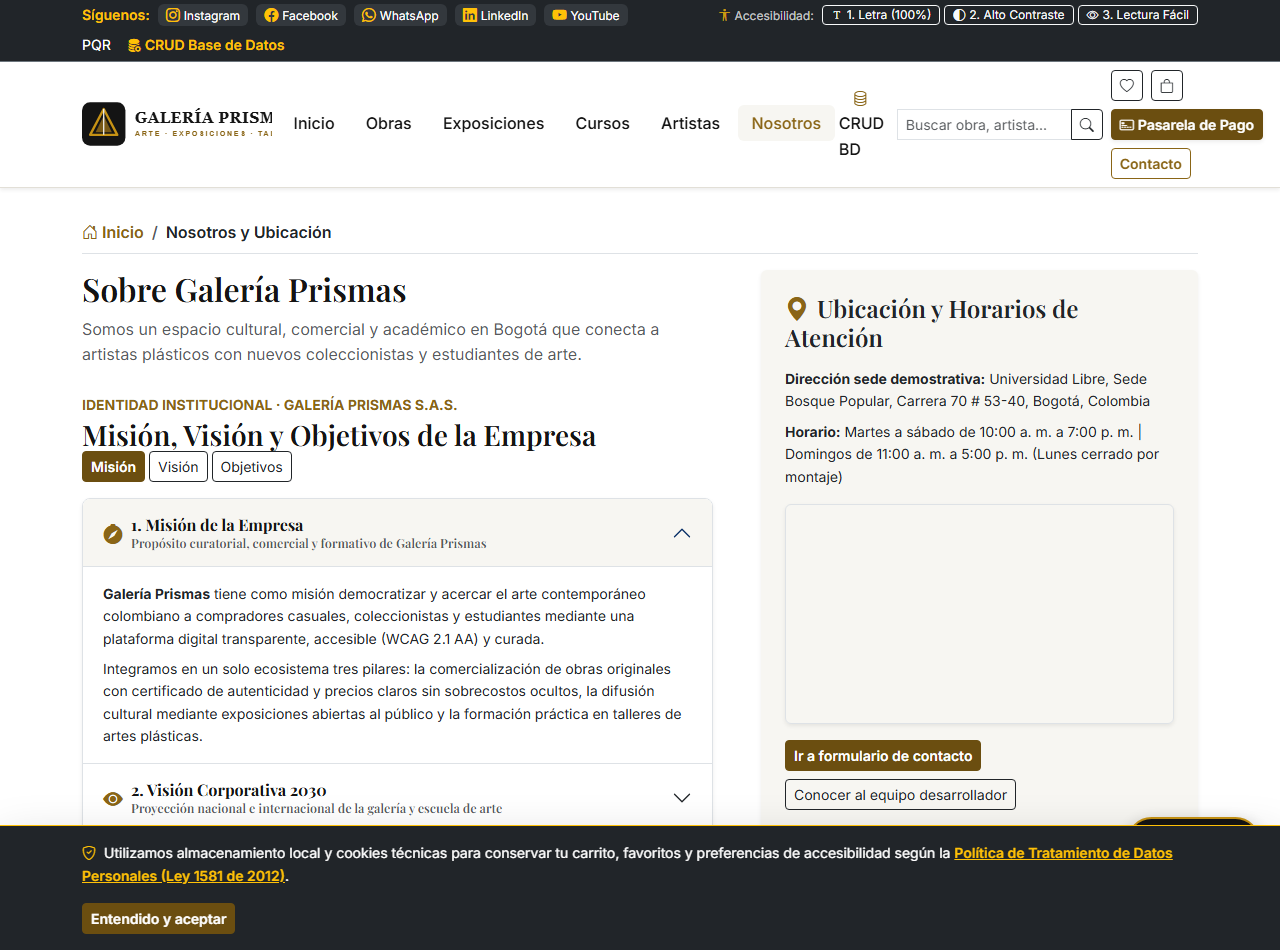 Síguenos: Instagram Facebook WhatsApp LinkedIn YouTube Accesibilidad: 1. Letra (100%) 2. Alto Contraste 3. Lectura Fácil
PQR CRUD Base de Datos
GALERÍA PRISM
ARTE · EXPOSICIONES · TAL
Inicio Obras Exposiciones Cursos Artistas Nosotros CRUD BD
Buscar obra, artista...
Pasarela de Pago
Contacto
Inicio / Nosotros y Ubicación
Sobre Galería Prismas
Somos un espacio cultural, comercial y académico en Bogotá que conecta a
artistas plásticos con nuevos coleccionistas y estudiantes de arte.
IDENTIDAD INSTITUCIONAL · GALERÍA PRISMAS S.A.S.
Misión, Visión y Objetivos de la Empresa
Misión Visión Objetivos
1. Misión de la Empresa
Propósito curatorial, comercial y formativo de Galería Prismas
Galería Prismas tiene como misión democratizar y acercar el arte contemporáneo
colombiano a compradores casuales, coleccionistas y estudiantes mediante una
plataforma digital transparente, accesible (WCAG 2.1 AA) y curada.
Integramos en un solo ecosistema tres pilares: la comercialización de obras originales
con certificado de autenticidad y precios claros sin sobrecostos ocultos, la difusión
cultural mediante exposiciones abiertas al público y la formación práctica en talleres de
artes plásticas.
2. Visión Corporativa 2030
Proyección nacional e internacional de la galería y escuela de arte
Ubicación y Horarios de
Atención
Dirección sede demostrativa: Universidad Libre, Sede
Bosque Popular, Carrera 70 # 53-40, Bogotá, Colombia
Horario: Martes a sábado de 10:00 a. m. a 7:00 p. m. |
Domingos de 11:00 a. m. a 5:00 p. m. (Lunes cerrado por
montaje)
Ir a formulario de contacto
Conocer al equipo desarrollador
Utilizamos almacenamiento local y cookies técnicas para conservar tu carrito, favoritos y preferencias de accesibilidad según la Política de Tratamiento de Datos
Personales (Ley 1581 de 2012).
Entendido y aceptar